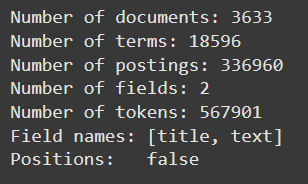 Number of documents: 3633
Number of terms: 18596
Number of postings: 336960
Number of fields: 2
Number of tokens: 567901
Field names: [title, text]
Positions:   false